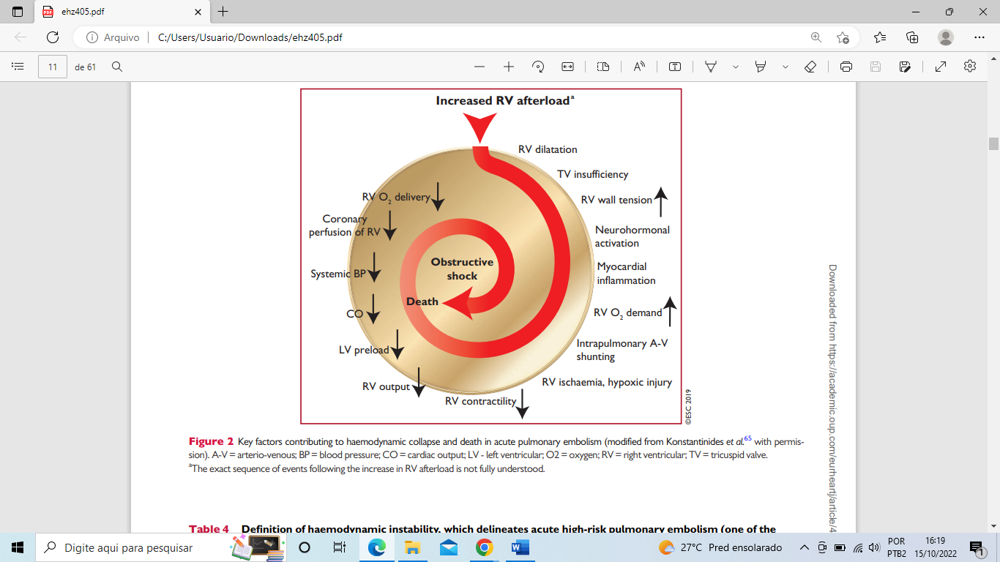 ehz405.pdf
Arquivo
C:/Users/Usuario/Downloads/ehz405.pdf
11
de 61
Increased RV afterloadᵃ
RV dilatation
TV insufficiency
RV wall tension
Neurohormonal
activation
Myocardial
inflammation
RV O₂ demand
Intrapulmonary A-V
shunting
RV ischaemia, hypoxic injury
RV contractility
RV output
LV preload
CO
Systemic BP
Coronary
perfusion of RV
RV O₂ delivery
Obstructive
shock
Death
©ESC 2019
Figure 2 Key factors contributing to haemodynamic collapse and death in acute pulmonary embolism (modified from Konstantinides et al.⁶⁵ with permis-
sion). A-V = arterio-venous; BP = blood pressure; CO = cardiac output; LV - left ventricular; O2 = oxygen; RV = right ventricular; TV = tricuspid valve.
ᵃThe exact sequence of events following the increase in RV afterload is not fully understood.
Table 4 Definition of haemodynamic instability, which delineates acute high-risk pulmonary embolism (one of the
Downloaded from https://academic.oup.com/eurheartj/article/4
Digite aqui para pesquisar
27°C Pred ensolarado
POR
PTB2
16:19
15/10/2022
1